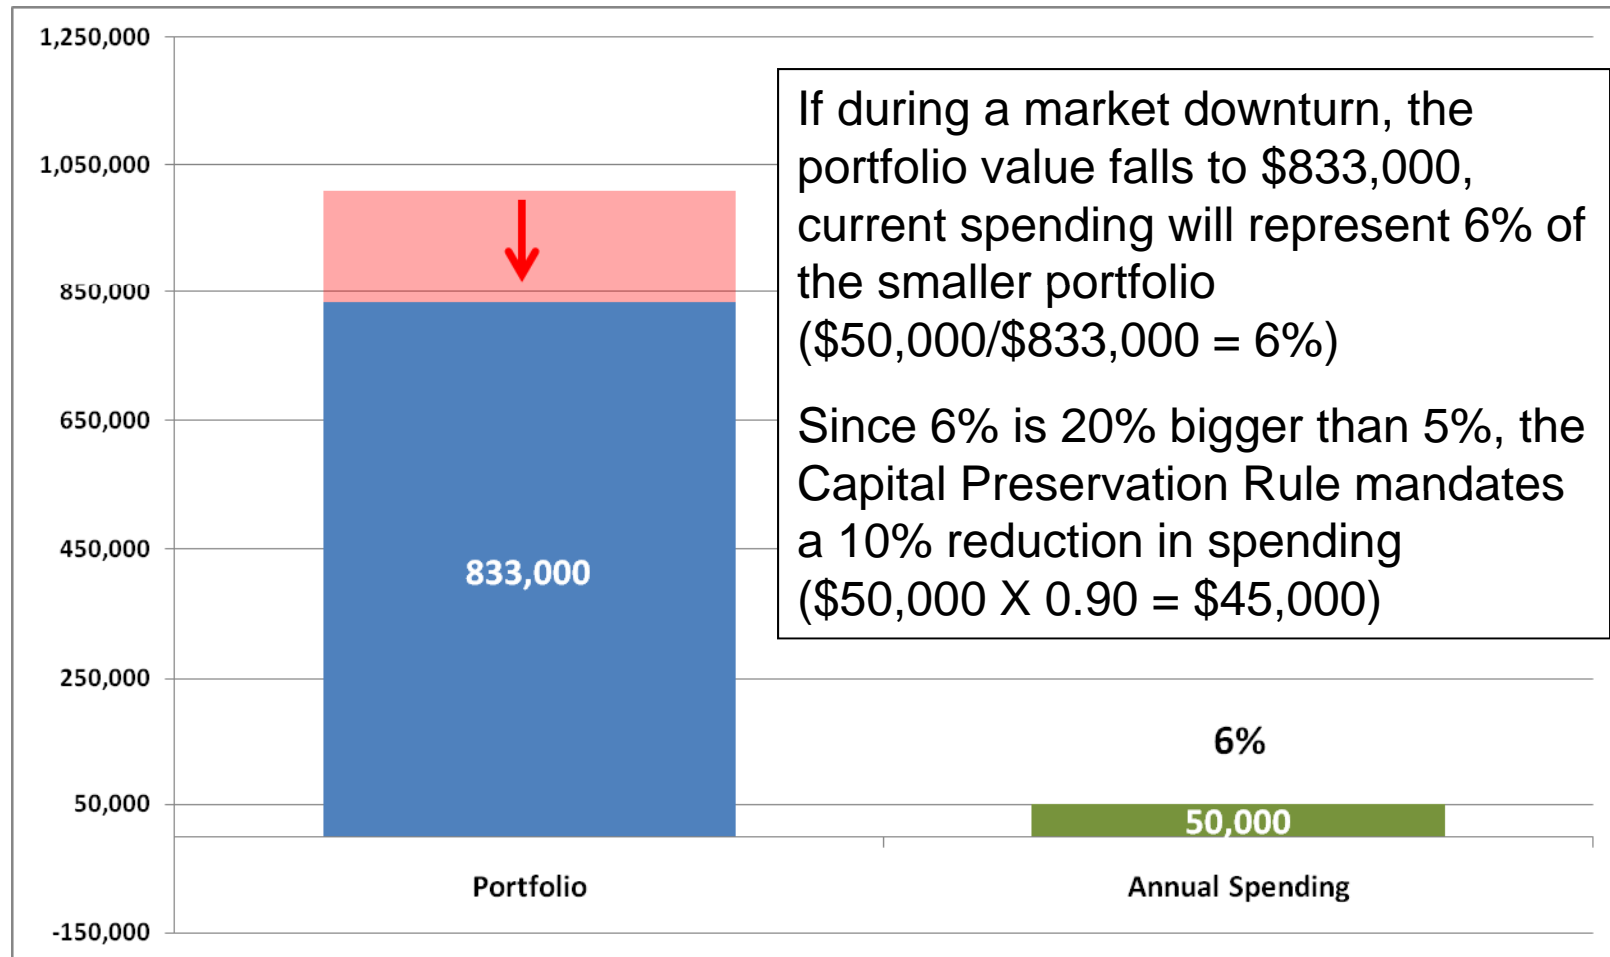 1,250,000
1,050,000
850,000
650,000
450,000
250,000
50,000
-150,000
833,000
If during a market downturn, the
portfolio value falls to $833,000,
current spending will represent 6% of
the smaller portfolio
($50,000/$833,000 = 6%)
Since 6% is 20% bigger than 5%, the
Capital Preservation Rule mandates
a 10% reduction in spending
($50,000 X 0.90 = $45,000)
6%
50,000
Portfolio
Annual Spending